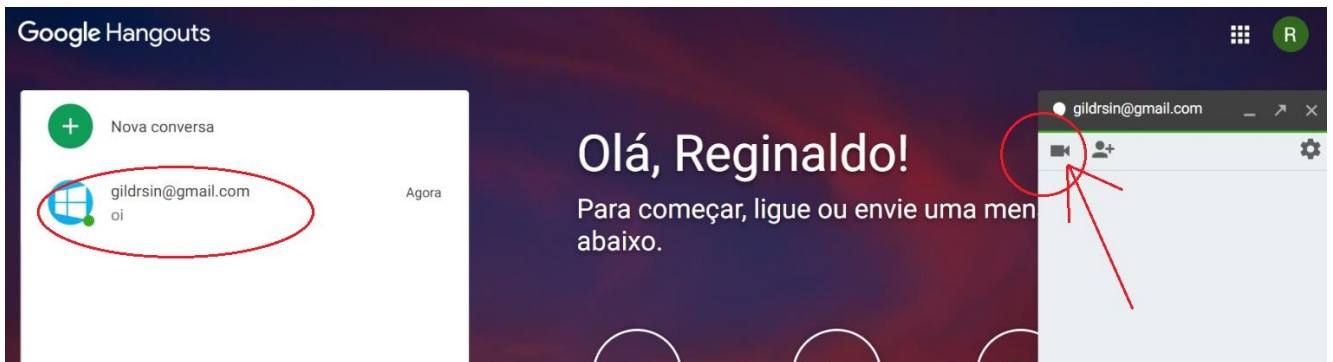 Google Hangouts
R
Nova conversa
gildrsin@gmail.com
Agora
oi
Olá, Reginaldo!
Para começar, ligue ou envie uma men
abaixo.
gildrsin@gmail.com